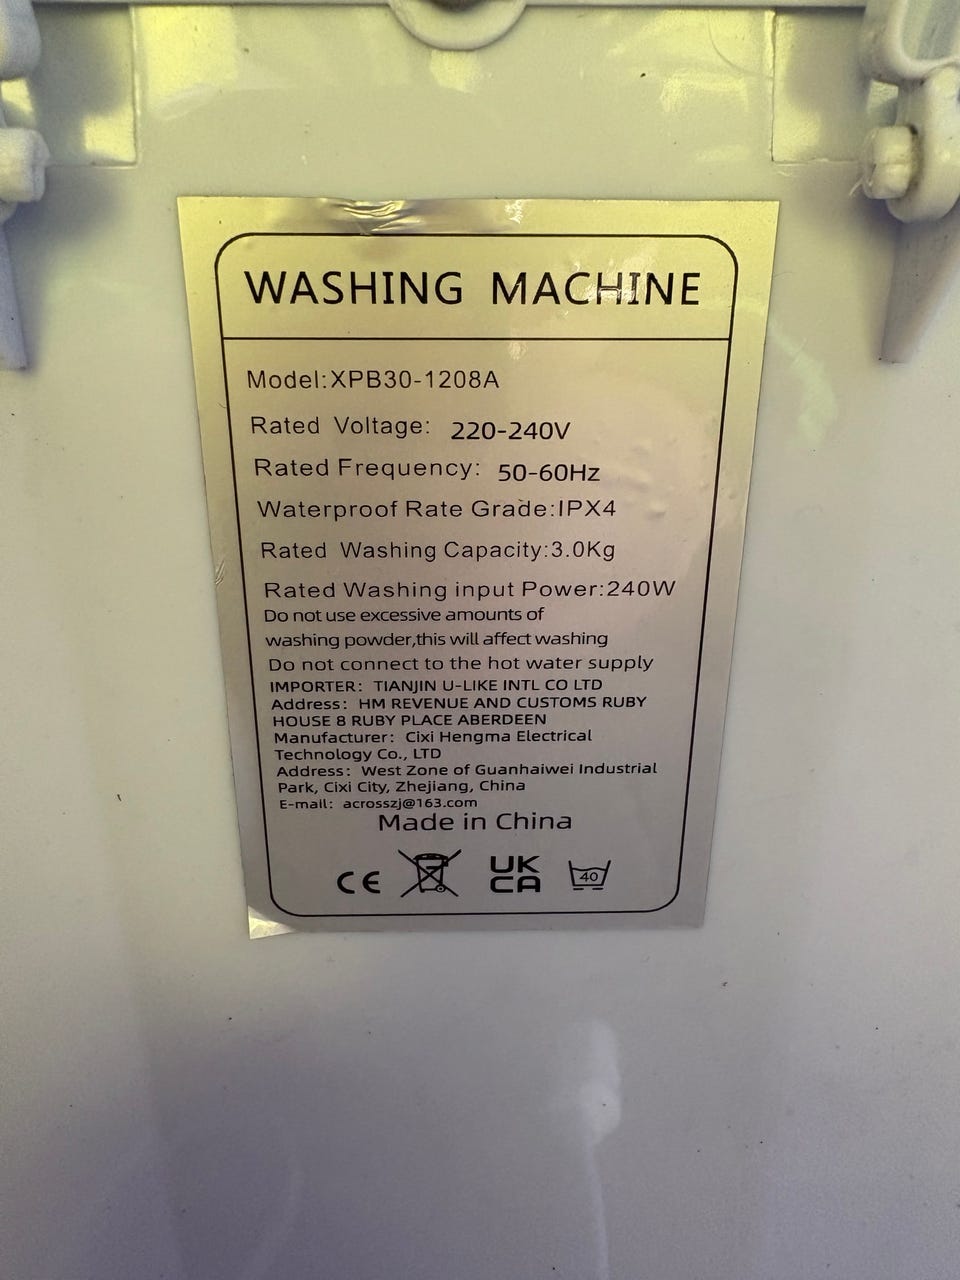 WASHING MACHINE
Model:XPB30-1208A
Rated Voltage: 220-240V
Rated Frequency: 50-60Hz
Waterproof Rate Grade:IPX4
Rated Washing Capacity:3.0Kg
Rated Washing input Power:240W
Do not use excessive amounts of
washing powder,this will affect washing
Do not connect to the hot water supply
IMPORTER: TIANJIN U-LIKE INTL CO LTD
Address: HM REVENUE AND CUSTOMS RUBY
HOUSE 8 RUBY PLACE ABERDEEN
Manufacturer: Cixi Hengma Electrical
Technology Co., LTD
Address: West Zone of Guanhaiwei Industrial
Park, Cixi City, Zhejiang, China
E-mail: acrosszj@163.com
Made in China
CE UK CA 40